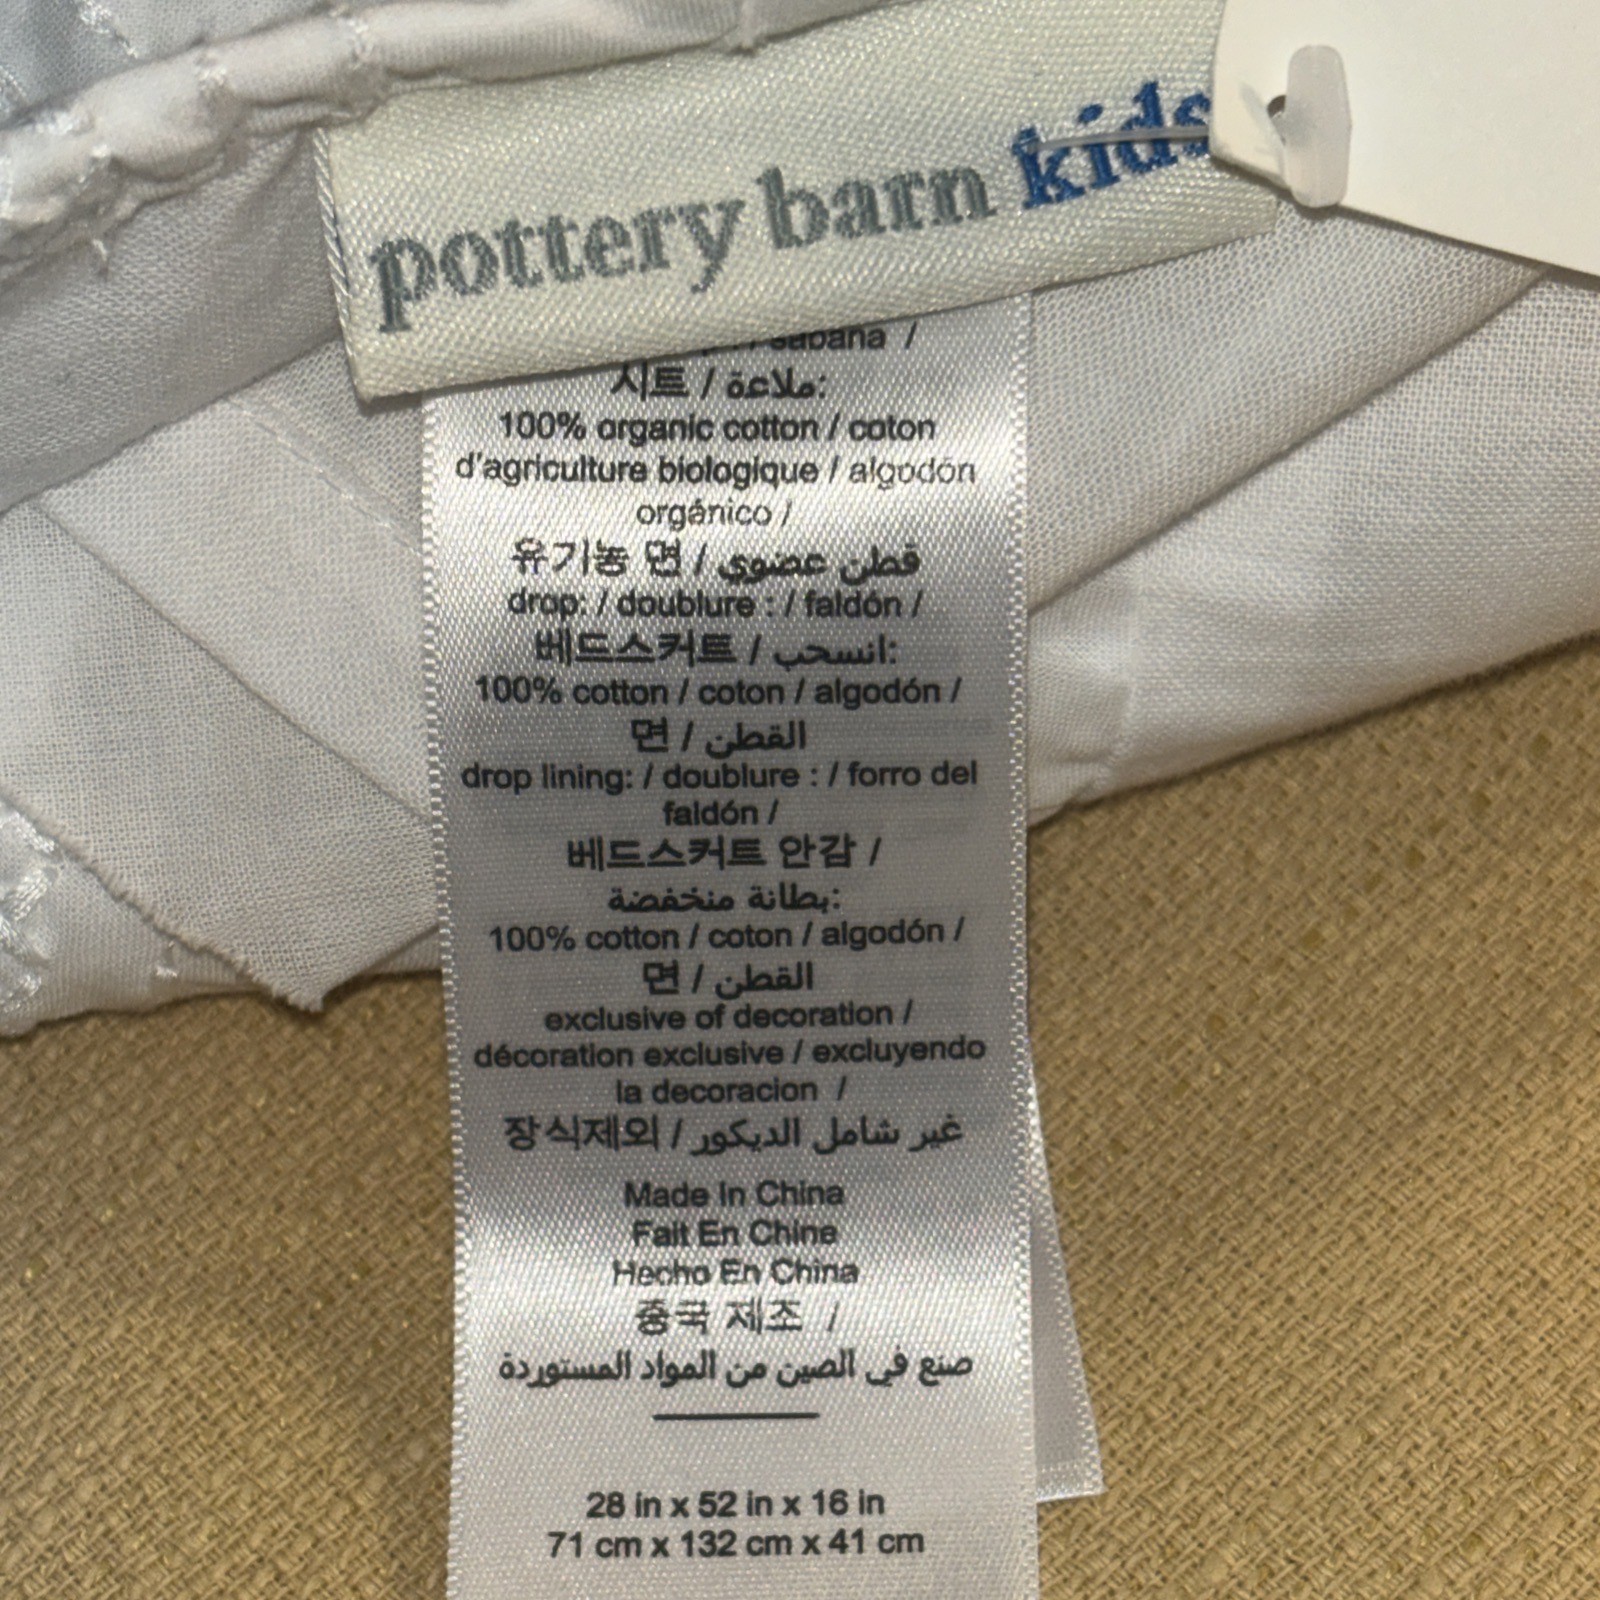 pottery barn kids
sabana /
시트 / ملاءة:
100% organic cotton / coton
d'agriculture biologique / algodón
orgánico /
유기농 면 / قطن عضوي
drop: / doublure : / faldón /
베드스커트 / انسحب:
100% cotton / coton / algodón /
면 / القطن
drop lining: / doublure : / forro del
faldón /
베드스커트 안감 /
بطانة منخفضة:
100% cotton / coton / algodón /
면 / القطن
exclusive of decoration /
décoration exclusive / excluyendo
la decoracion /
장식제외 / غير شامل الديكور
Made In China
Fait En Chine
Hecho En China
중국 제조 /
صنع في الصين من المواد المستوردة
28 in x 52 in x 16 in
71 cm x 132 cm x 41 cm